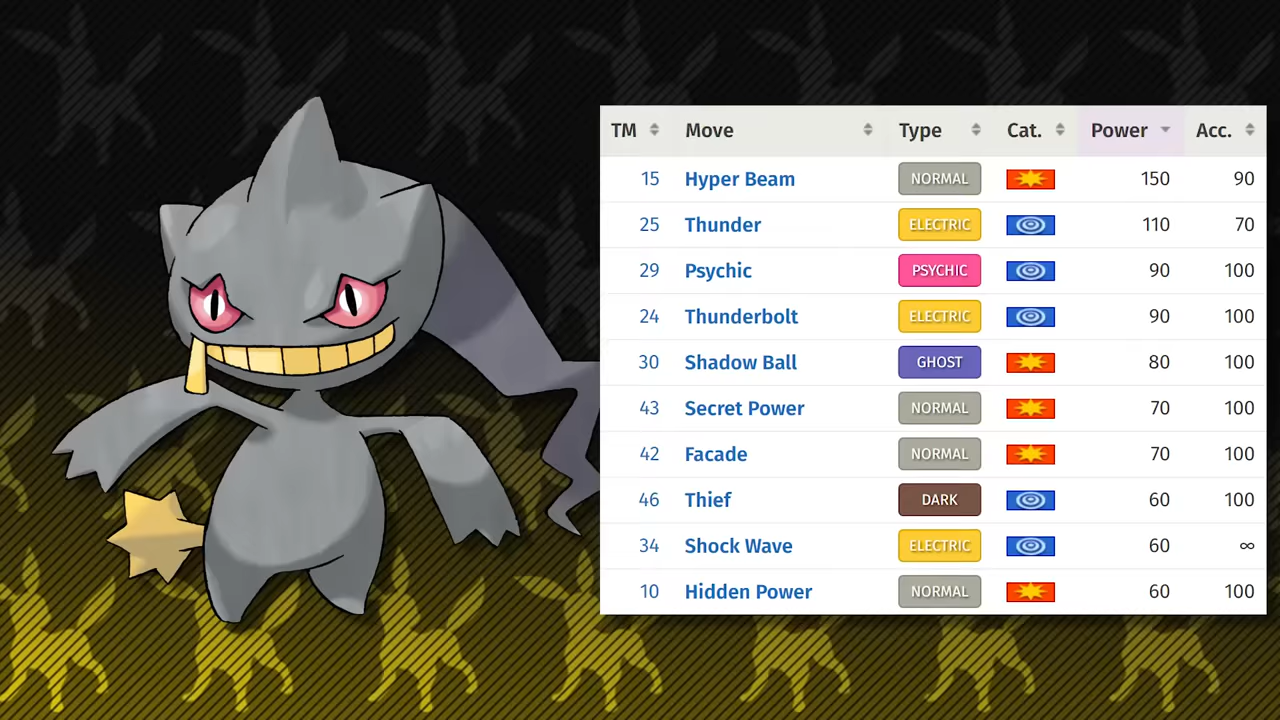 TM Move Type Cat. Power Acc.
15 Hyper Beam NORMAL 150 90
25 Thunder ELECTRIC 110 70
29 Psychic PSYCHIC 90 100
24 Thunderbolt ELECTRIC 90 100
30 Shadow Ball GHOST 80 100
43 Secret Power NORMAL 70 100
42 Facade NORMAL 70 100
46 Thief DARK 60 100
34 Shock Wave ELECTRIC 60 ∞
10 Hidden Power NORMAL 60 100